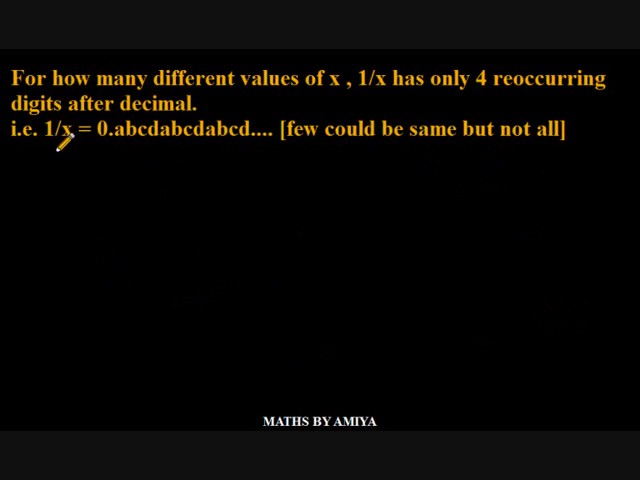 For how many different values of x , 1/x has only 4 reoccurring
digits after decimal.
i.e. 1/x = 0.abcdabcdabcd.... [few could be same but not all]
MATHS BY AMIYA